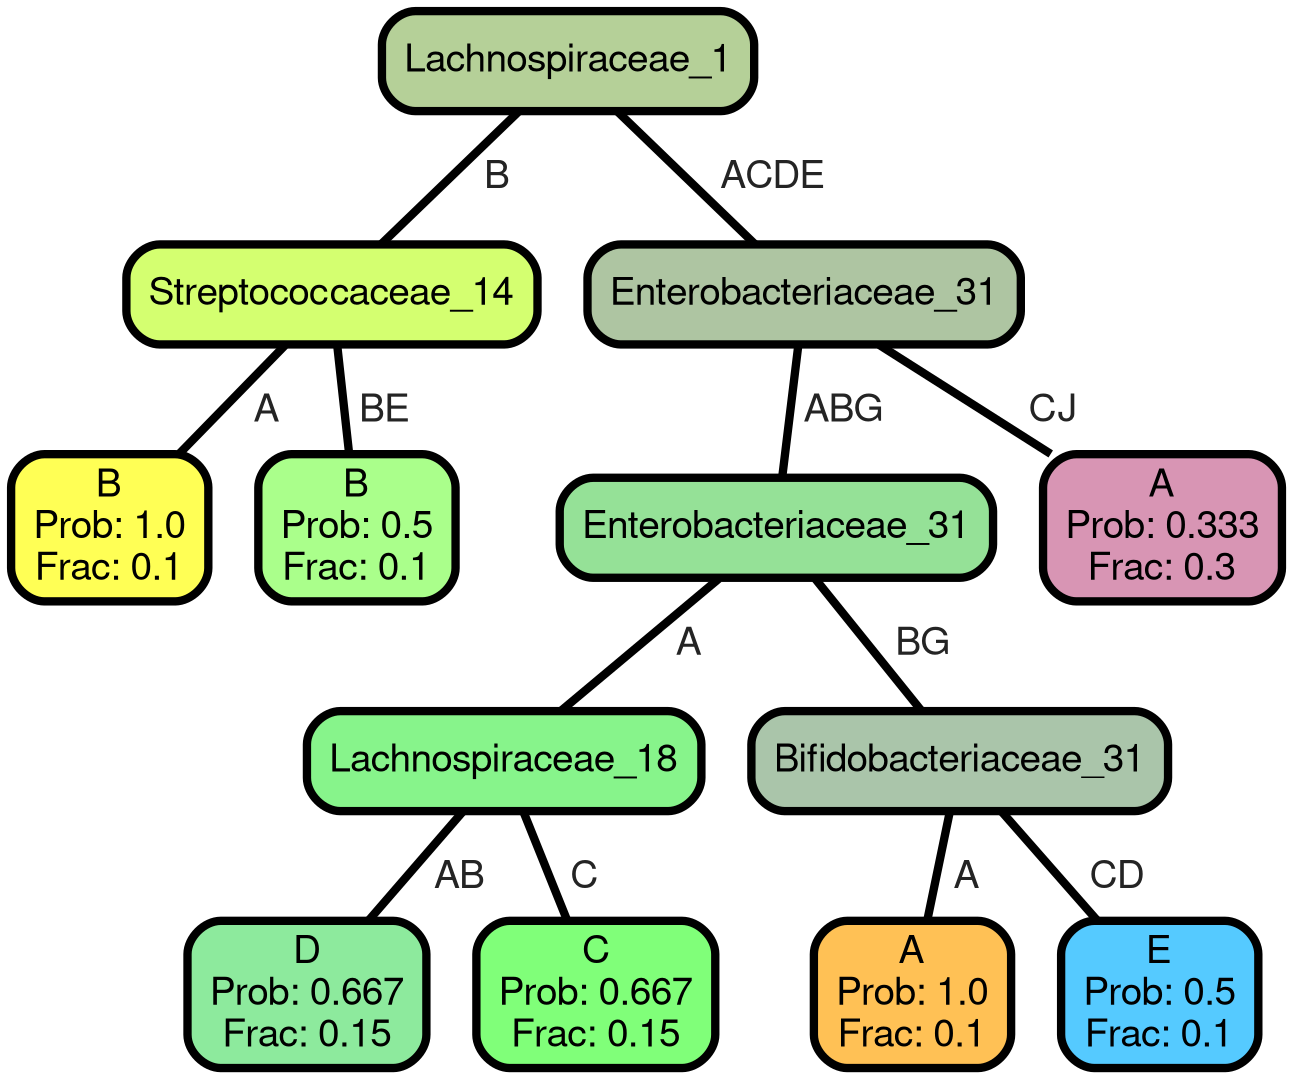 Lachnospiraceae_1
B
ACDE
Streptococcaceae_14
Enterobacteriaceae_31
A
BE
ABG
CJ
B
Prob: 1.0
Frac: 0.1
B
Prob: 0.5
Frac: 0.1
Enterobacteriaceae_31
A
Prob: 0.333
Frac: 0.3
A
BG
Lachnospiraceae_18
Bifidobacteriaceae_31
AB
C
A
CD
D
Prob: 0.667
Frac: 0.15
C
Prob: 0.667
Frac: 0.15
A
Prob: 1.0
Frac: 0.1
E
Prob: 0.5
Frac: 0.1